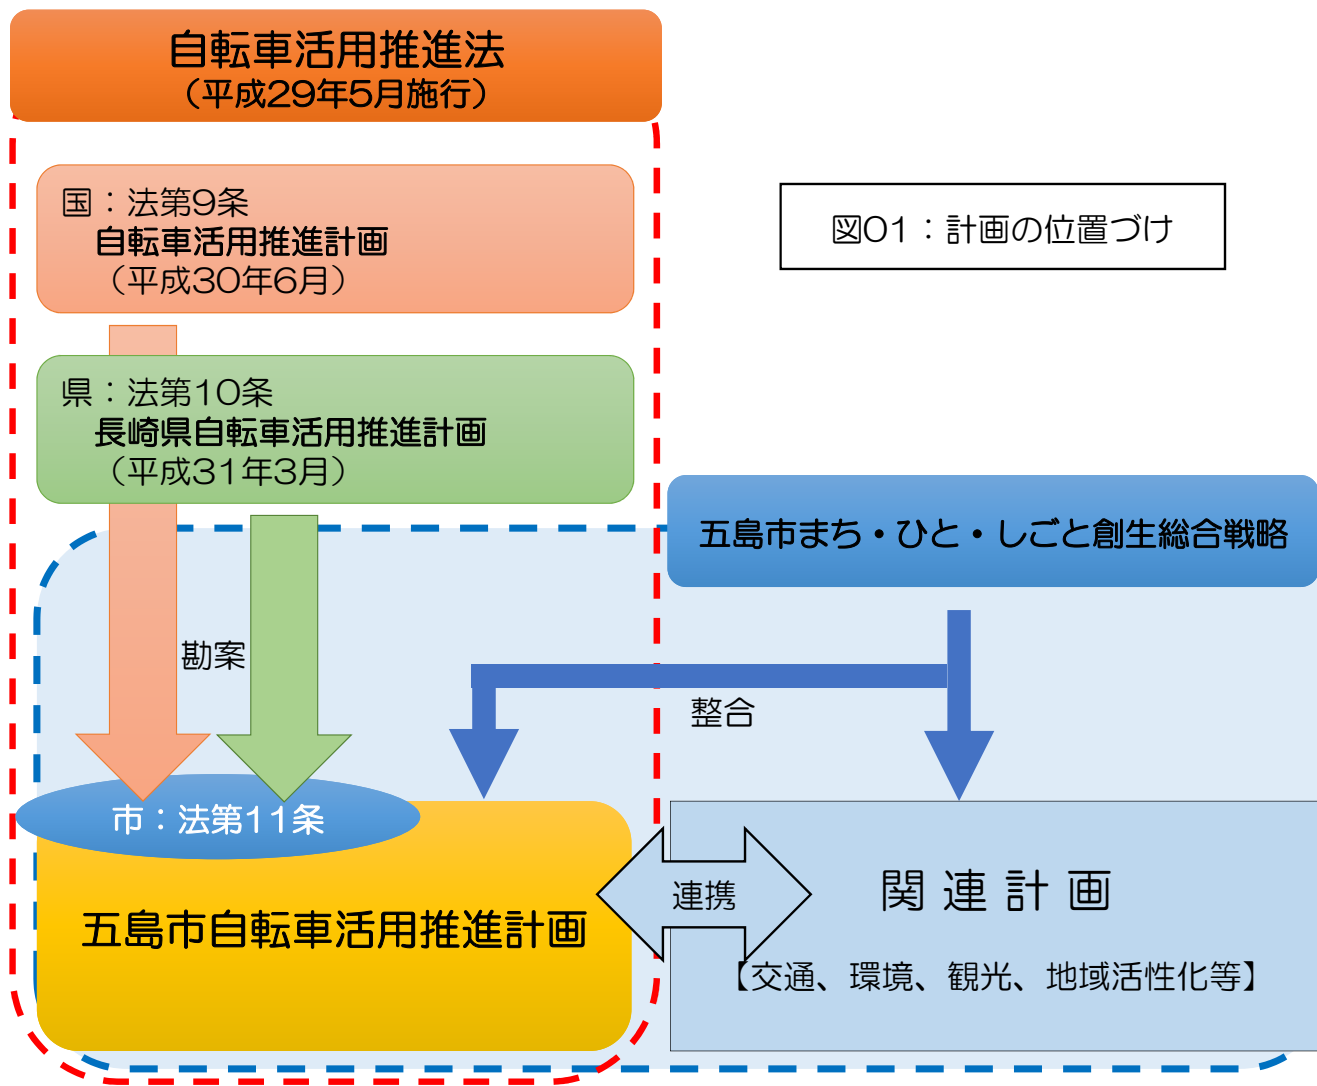 自転車活用推進法
（平成29年5月施行）
国：法第9条
自転車活用推進計画
（平成30年6月）
図01：計画の位置づけ
県：法第10条
長崎県自転車活用推進計画
（平成31年3月）
五島市まち・ひと・しごと創生総合戦略
勘案
整合
市：法第11条
五島市自転車活用推進計画
連携
関連計画
【交通、環境、観光、地域活性化等】